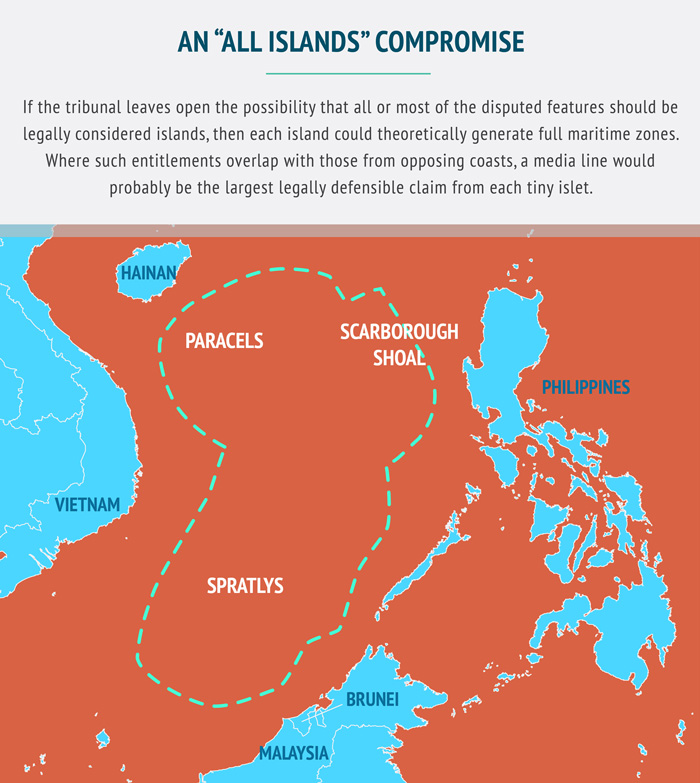 AN “ALL ISLANDS” COMPROMISE
If the tribunal leaves open the possibility that all or most of the disputed features should be
legally considered islands, then each island could theoretically generate full maritime zones.
Where such entitlements overlap with those from opposing coasts, a media line would
probably be the largest legally defensible claim from each tiny islet.
HAINAN
PARACELS
SCARBOROUGH
SHOAL
PHILIPPINES
VIETNAM
SPRATLYS
BRUNEI
MALAYSIA